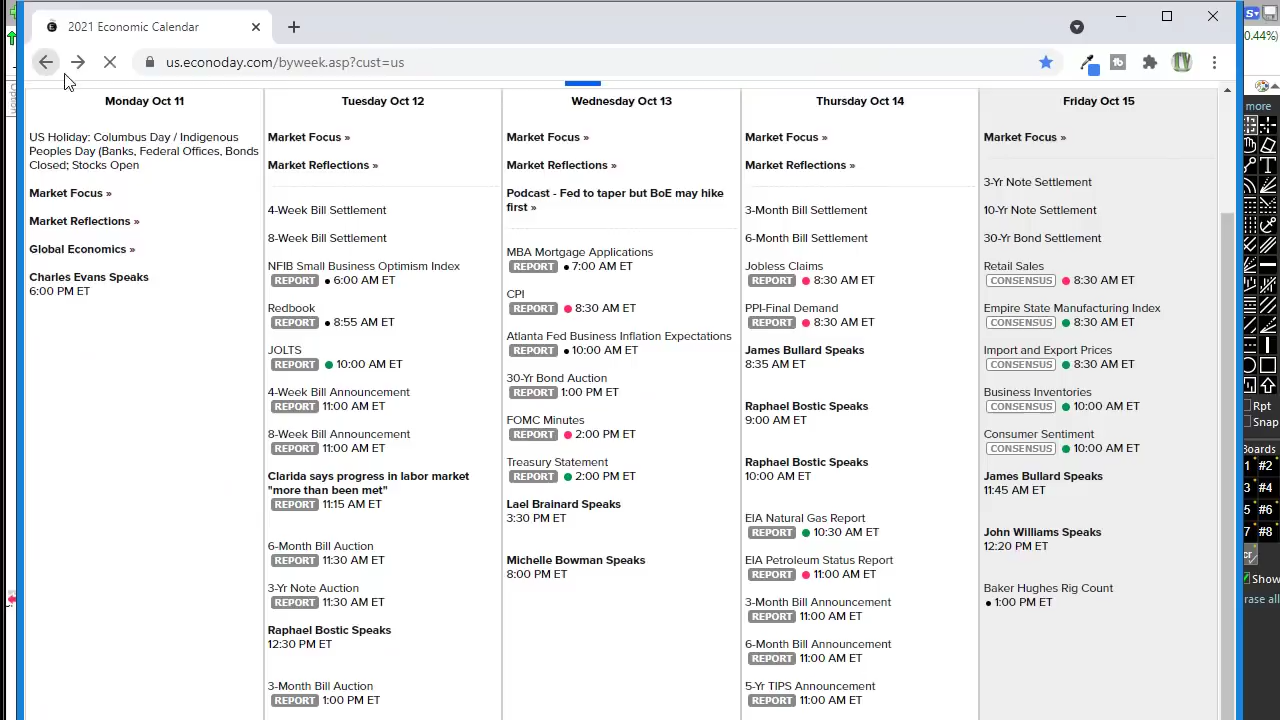 2021 Economic Calendar
us.econoday.com/byweek.asp?cust=us
Monday Oct 11
US Holiday: Columbus Day / Indigenous
Peoples Day (Banks, Federal Offices, Bonds
Closed; Stocks Open
Market Focus »
Market Reflections »
Global Economics »
Charles Evans Speaks
6:00 PM ET
Tuesday Oct 12
Market Focus »
Market Reflections »
4-Week Bill Settlement
8-Week Bill Settlement
NFIB Small Business Optimism Index
REPORT 6:00 AM ET
Redbook
REPORT 8:55 AM ET
JOLTS
REPORT 10:00 AM ET
4-Week Bill Announcement
REPORT 11:00 AM ET
8-Week Bill Announcement
REPORT 11:00 AM ET
Clarida says progress in labor market
"more than been met"
REPORT 11:15 AM ET
6-Month Bill Auction
REPORT 11:30 AM ET
3-Yr Note Auction
REPORT 11:30 AM ET
Raphael Bostic Speaks
12:30 PM ET
3-Month Bill Auction
REPORT 1:00 PM ET
Wednesday Oct 13
Market Focus »
Market Reflections »
Podcast - Fed to taper but BoE may hike
first »
MBA Mortgage Applications
REPORT 7:00 AM ET
CPI
REPORT 8:30 AM ET
Atlanta Fed Business Inflation Expectations
REPORT 10:00 AM ET
30-Yr Bond Auction
REPORT 1:00 PM ET
FOMC Minutes
REPORT 2:00 PM ET
Treasury Statement
REPORT 2:00 PM ET
Lael Brainard Speaks
3:30 PM ET
Michelle Bowman Speaks
8:00 PM ET
Thursday Oct 14
Market Focus »
Market Reflections »
3-Month Bill Settlement
6-Month Bill Settlement
Jobless Claims
REPORT 8:30 AM ET
PPI-Final Demand
REPORT 8:30 AM ET
James Bullard Speaks
8:35 AM ET
Raphael Bostic Speaks
9:00 AM ET
Raphael Bostic Speaks
10:00 AM ET
EIA Natural Gas Report
REPORT 10:30 AM ET
EIA Petroleum Status Report
REPORT 11:00 AM ET
3-Month Bill Announcement
REPORT 11:00 AM ET
6-Month Bill Announcement
REPORT 11:00 AM ET
5-Yr TIPS Announcement
REPORT 11:00 AM ET
Friday Oct 15
Market Focus »
3-Yr Note Settlement
10-Yr Note Settlement
30-Yr Bond Settlement
Retail Sales
CONSENSUS 8:30 AM ET
Empire State Manufacturing Index
CONSENSUS 8:30 AM ET
Import and Export Prices
CONSENSUS 8:30 AM ET
Business Inventories
CONSENSUS 10:00 AM ET
Consumer Sentiment
CONSENSUS 10:00 AM ET
James Bullard Speaks
11:45 AM ET
John Williams Speaks
12:20 PM ET
Baker Hughes Rig Count
1:00 PM ET
0.44%)
more
Rpt
Snap
Boards
1 #2
3 #4
5 #6
7 #8
Show